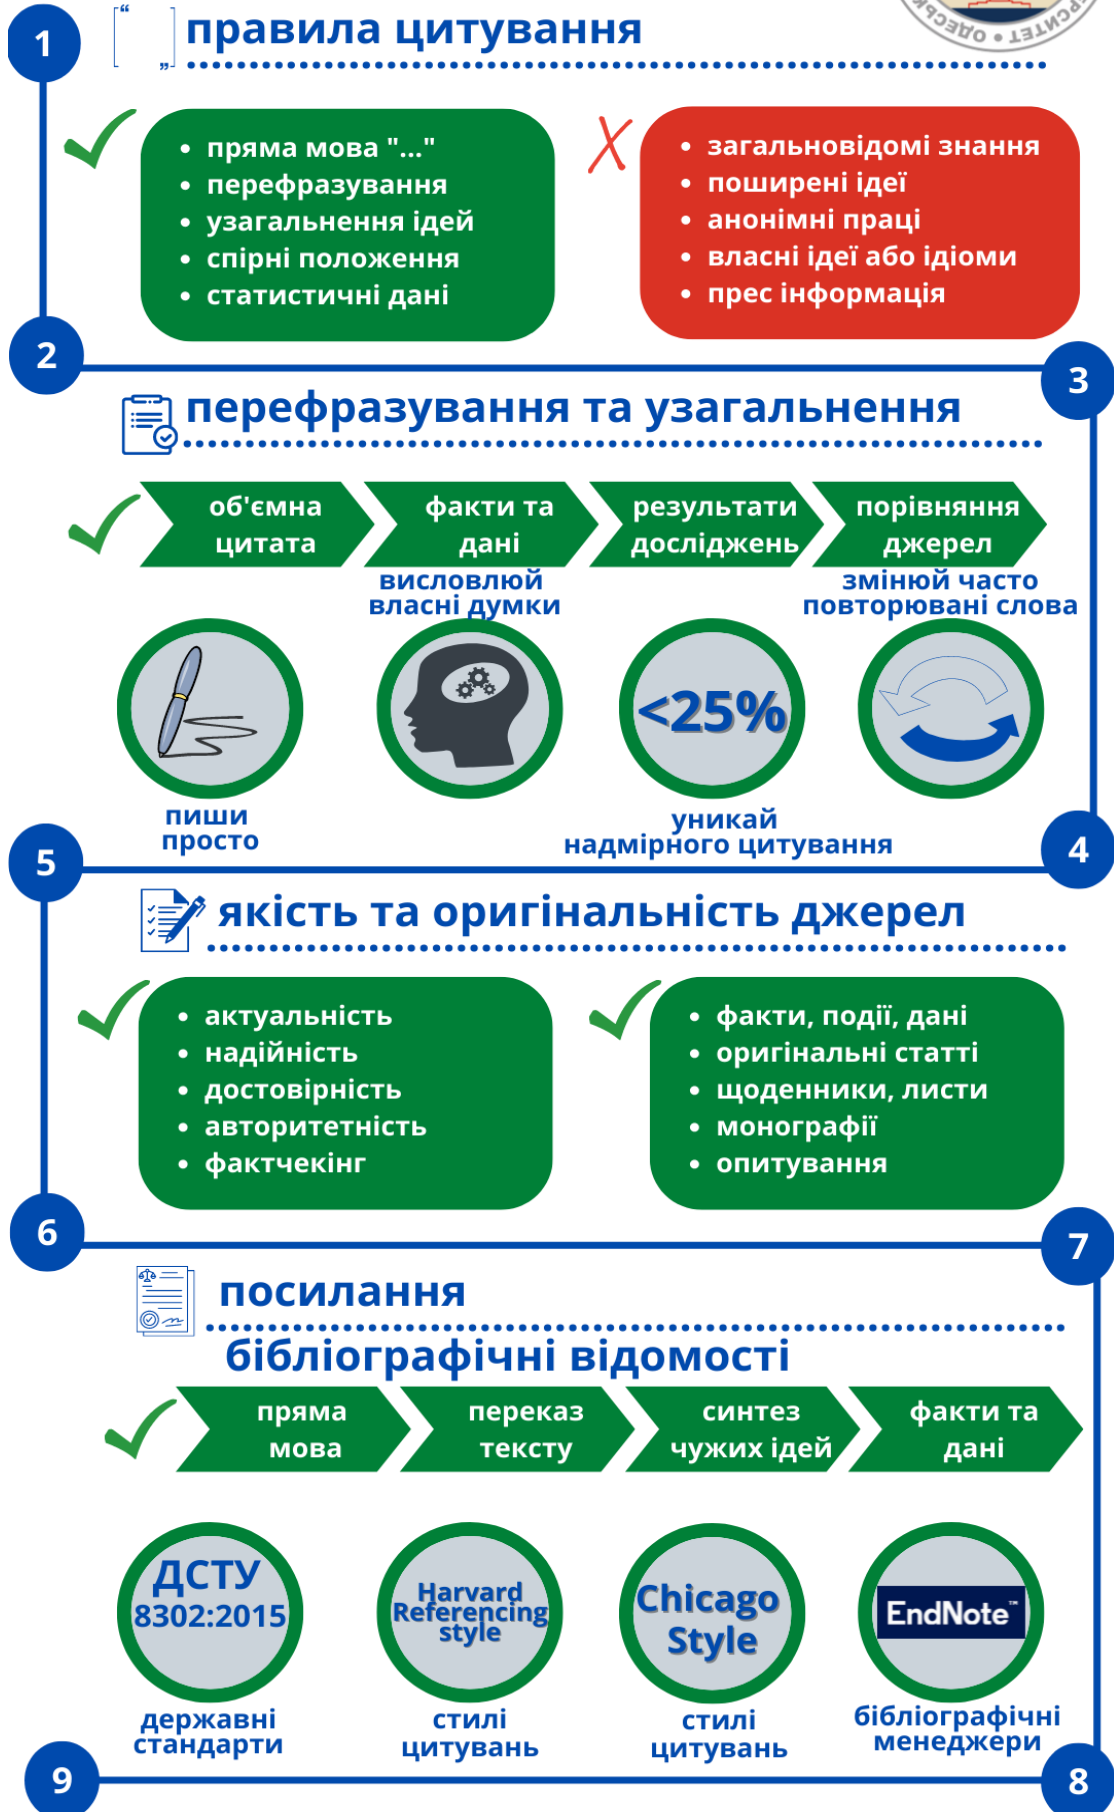 1
правила цитування
пряма мова "..."
перефразування
узагальнення ідей
спірні положення
статистичні дані
загальновідомі знання
поширені ідеї
анонімні праці
власні ідеї або ідіоми
прес інформація
2
3
перефразування та узагальнення
об'ємна
цитата
факти та
дані
результати
досліджень
порівняння
джерел
висловлюй
власні думки
змінюй часто
повторювані слова
<25%
пиши
просто
уникай
надмірного цитування
5
4
якість та оригінальність джерел
актуальність
надійність
достовірність
авторитетність
фактчекінг
факти, події, дані
оригінальні статті
щоденники, листи
монографії
опитування
6
7
посилання
бібліографічні відомості
пряма
мова
переказ
тексту
синтез
чужих ідей
факти та
дані
ДСТУ
8302:2015
Harvard
Referencing
style
Chicago
Style
EndNote™
державні
стандарти
стилі
цитувань
стилі
цитувань
бібліографічні
менеджери
9
8